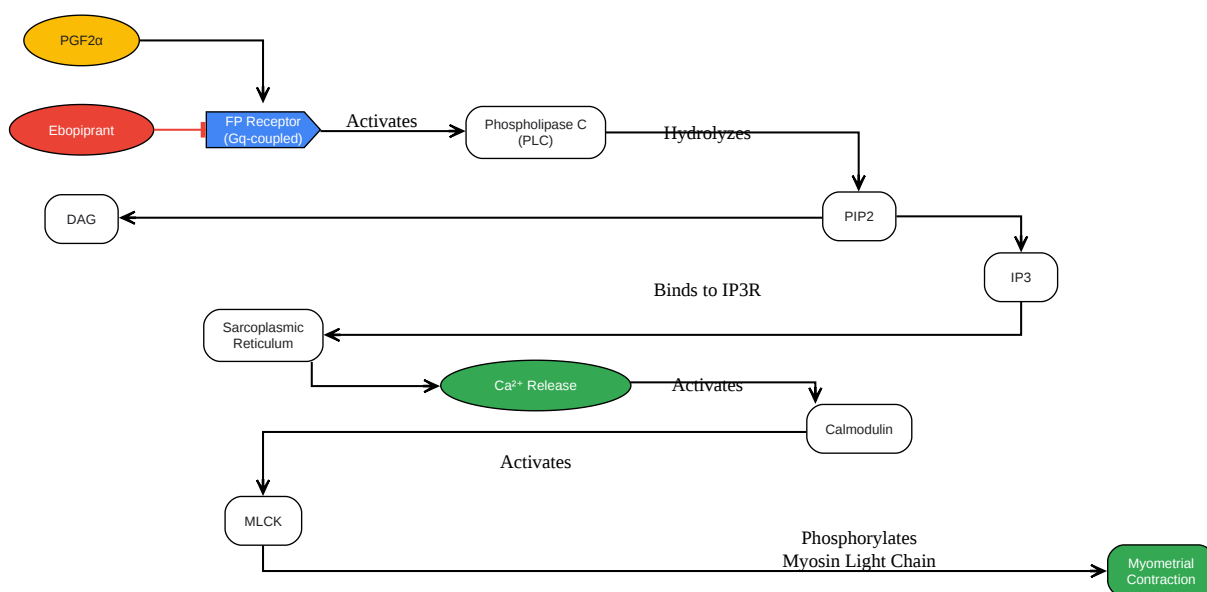 PGF2α
Ebopiprant
FP Receptor
(Gq-coupled)
Activates
Phospholipase C
(PLC)
Hydrolyzes
DAG
PIP2
IP3
Binds to IP3R
Sarcoplasmic
Reticulum
Ca²⁺ Release
Activates
Calmodulin
Activates
MLCK
Phosphorylates
Myosin Light Chain
Myometrial
Contraction